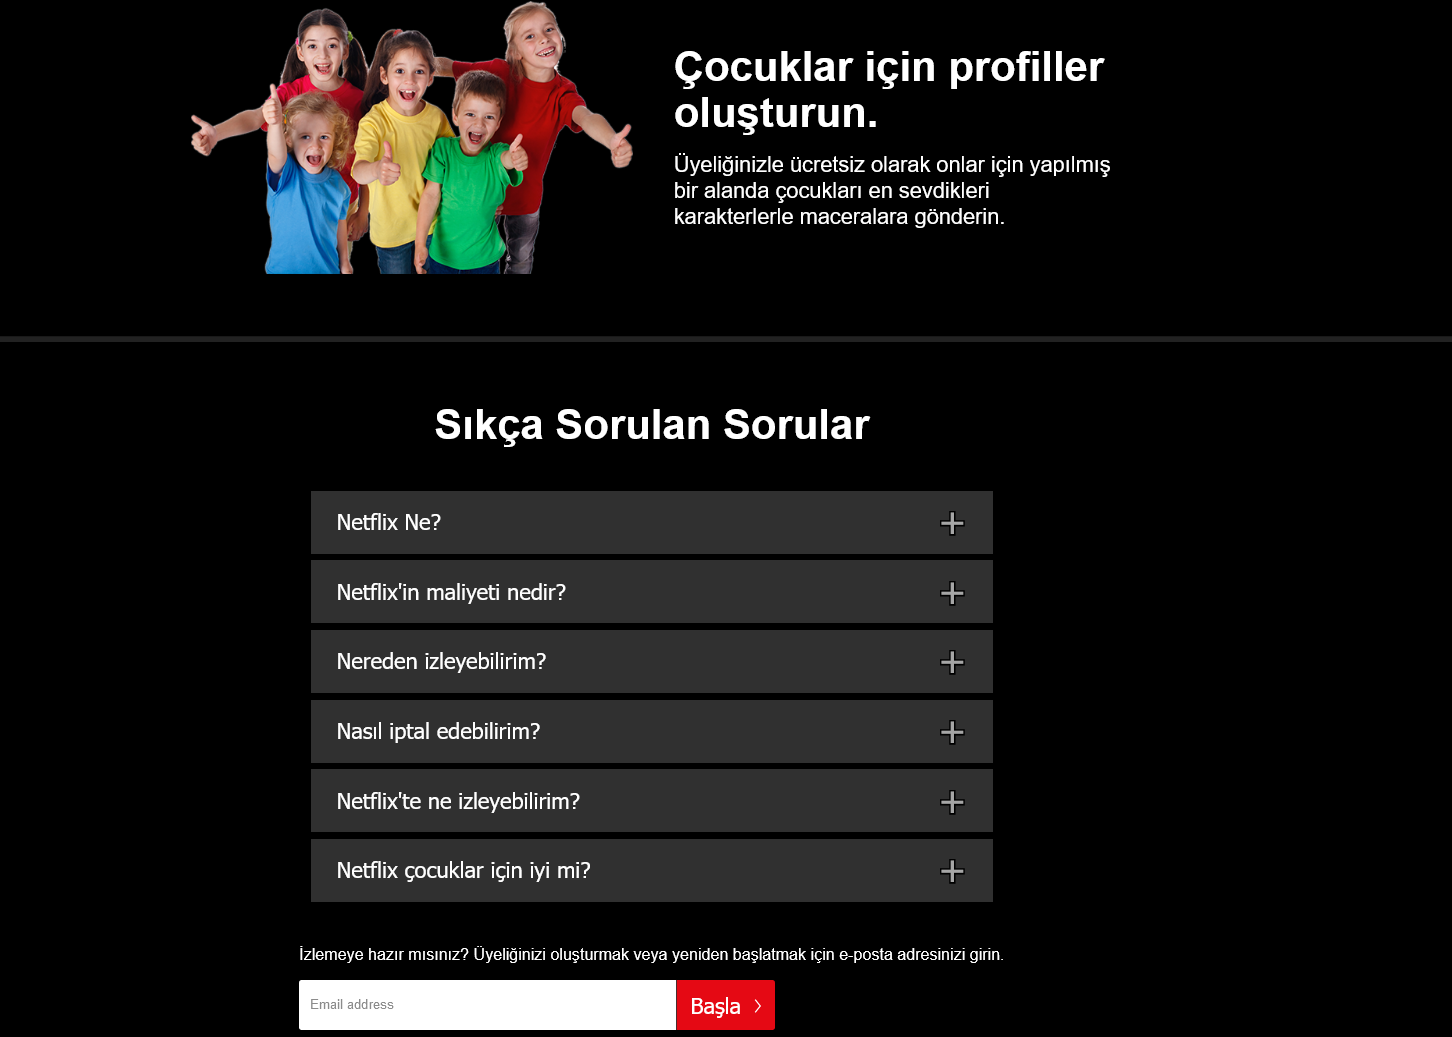 Çocuklar için profiller
oluşturun.
Üyeliğinizle ücretsiz olarak onlar için yapılmış
bir alanda çocukları en sevdikleri
karakterlerle maceralara gönderin.
Sıkça Sorulan Sorular
Netflix Ne?
Netflix'in maliyeti nedir?
Nereden izleyebilirim?
Nasıl iptal edebilirim?
Netflix'te ne izleyebilirim?
Netflix çocuklar için iyi mi?
İzlemeye hazır mısınız? Üyeliğinizi oluşturmak veya yeniden başlatmak için e-posta adresinizi girin.
Email address
Başla